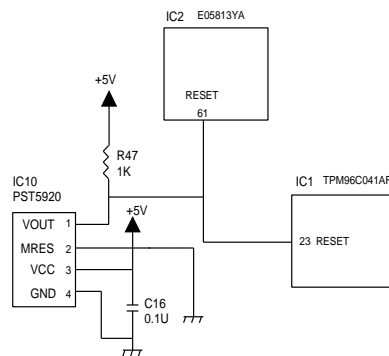 IC2 E05813YA
+5V
RESET
61
R47
1K
IC10
PST5920
IC1 TPM96C041AF
+5V
VOUT 1
MRES 2
VCC 3
GND 4
23 RESET
C16
0.1U